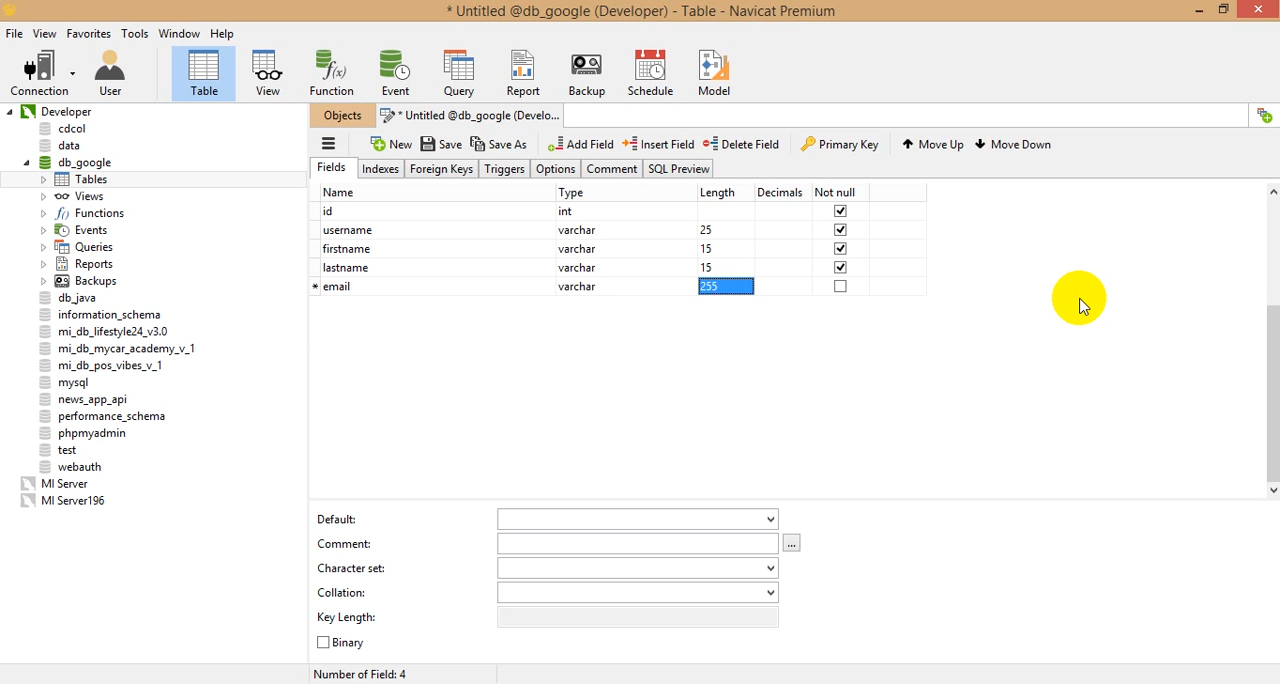 * Untitled @db_google (Developer) - Table - Navicat Premium
File View Favorites Tools Window Help
Connection User Table View Function Event Query Report Backup Schedule Model
Developer
cdcol
data
db_google
Tables
Views
Functions
Events
Queries
Reports
Backups
db_java
information_schema
mi_db_lifestyle24_v3.0
mi_db_mycar_academy_v_1
mi_db_pos_vibes_v_1
mysql
news_app_api
performance_schema
phpmyadmin
test
webauth
MI Server
MI Server196
Objects * Untitled @db_google (Develo...
New Save Save As Add Field Insert Field Delete Field Primary Key Move Up Move Down
Fields Indexes Foreign Keys Triggers Options Comment SQL Preview
Name Type Length Decimals Not null
id int
username varchar 25
firstname varchar 15
lastname varchar 15
* email varchar 255
Default:
Comment: ...
Character set:
Collation:
Key Length:
Binary
Number of Field: 4